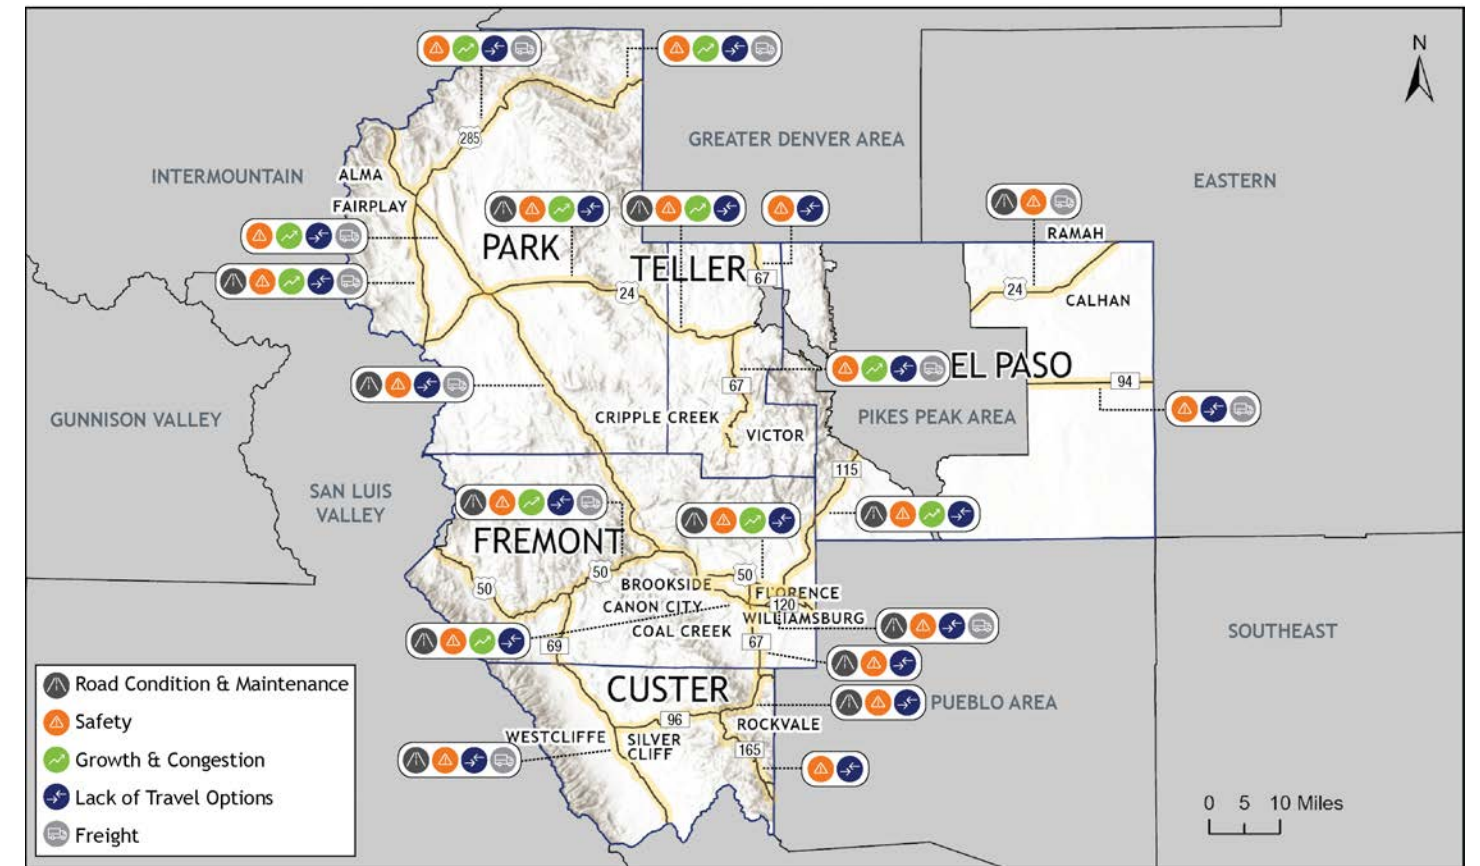 N
285
GREATER DENVER AREA
INTERMOUNTAIN
ALMA
FAIRPLAY
EASTERN
PARK
TELLER
67
24
RAMAH
24
CALHAN
EL PASO
94
67
GUNNISON VALLEY
CRIPPLE CREEK
VICTOR
PIKES PEAK AREA
115
SAN LUIS
VALLEY
FREMONT
50
50
50
BROOKSIDE
FLORENCE
CANON CITY
120
WILLIAMSBURG
COAL CREEK
69
67
SOUTHEAST
CUSTER
PUEBLO AREA
96
ROCKVALE
WESTCLIFFE
SILVER
CLIFF
165
Road Condition & Maintenance
Safety
Growth & Congestion
Lack of Travel Options
Freight
0 5 10 Miles